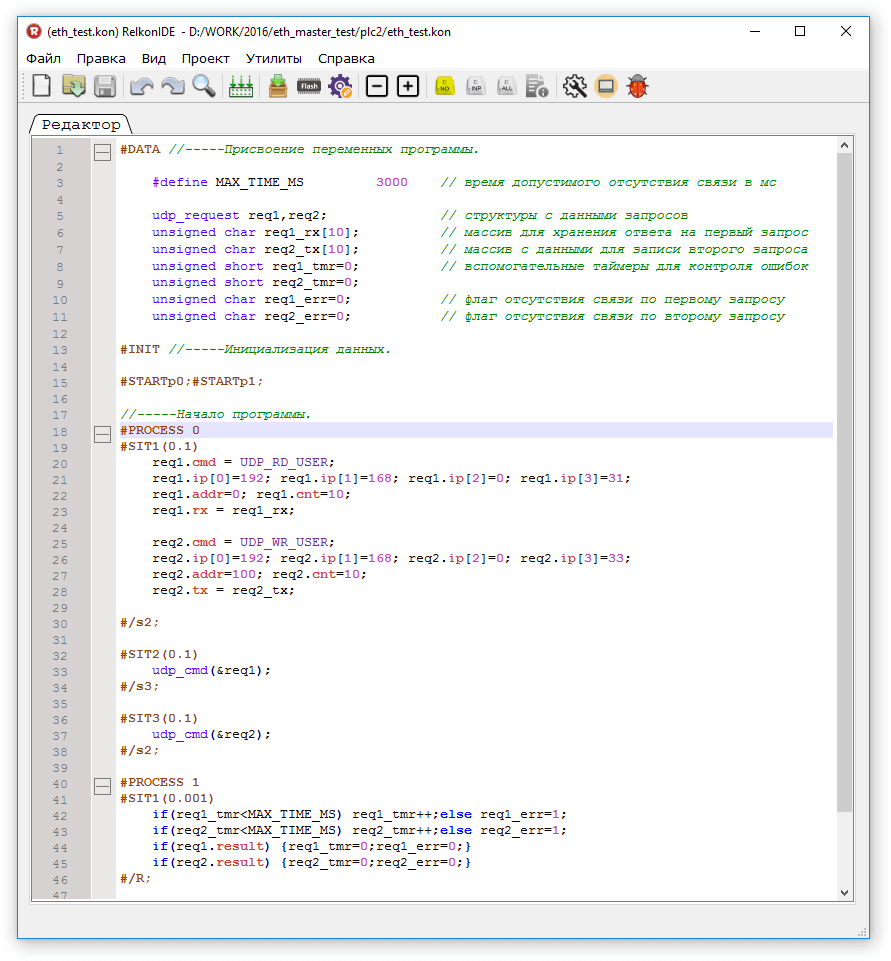 (eth_test.kon) RelkonIDE - D:/WORK/2016/eth_master_test/plc2/eth_test.kon
Файл Правка Вид Проект Утилиты Справка
Flash NO INP ALL
Редактор
1 #DATA //-----Присвоение переменных программы.
2
3 #define MAX_TIME_MS 3000 // время допустимого отсутствия связи в мс
4
5 udp_request req1,req2; // структуры с данными запросов
6 unsigned char req1_rx[10]; // массив для хранения ответа на первый запрос
7 unsigned char req2_tx[10]; // массив с данными для записи второго запроса
8 unsigned short req1_tmr=0; // вспомогательные таймеры для контроля ошибок
9 unsigned short req2_tmr=0;
10 unsigned char req1_err=0; // флаг отсутствия связи по первому запросу
11 unsigned char req2_err=0; // флаг отсутствия связи по второму запросу
12
13 #INIT //-----Инициализация данных.
14
15 #STARTp0;#STARTp1;
16
17 //-----Начало программы.
18 #PROCESS 0
19 #SIT1(0.1)
20 req1.cmd = UDP_RD_USER;
21 req1.ip[0]=192; req1.ip[1]=168; req1.ip[2]=0; req1.ip[3]=31;
22 req1.addr=0; req1.cnt=10;
23 req1.rx = req1_rx;
24
25 req2.cmd = UDP_WR_USER;
26 req2.ip[0]=192; req2.ip[1]=168; req2.ip[2]=0; req2.ip[3]=33;
27 req2.addr=100; req2.cnt=10;
28 req2.tx = req2_tx;
29
30 #/s2;
31
32 #SIT2(0.1)
33 udp_cmd(&req1);
34 #/s3;
35
36 #SIT3(0.1)
37 udp_cmd(&req2);
38 #/s2;
39
40 #PROCESS 1
41 #SIT1(0.001)
42 if(req1_tmr<MAX_TIME_MS) req1_tmr++;else req1_err=1;
43 if(req2_tmr<MAX_TIME_MS) req2_tmr++;else req2_err=1;
44 if(req1.result) {req1_tmr=0;req1_err=0;}
45 if(req2.result) {req2_tmr=0;req2_err=0;}
46 #/R;
47